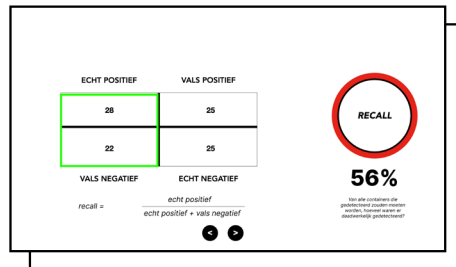 ECHT POSITIEF VALS POSITIEF
28 25
22 25
VALS NEGATIEF ECHT NEGATIEF
recall = echt positief
echt positief + vals negatief
< >
RECALL
56%
Van alle containers die
gedetecteerd zouden moeten
worden, hoeveel waren er
daadwerkelijk gedetecteerd?